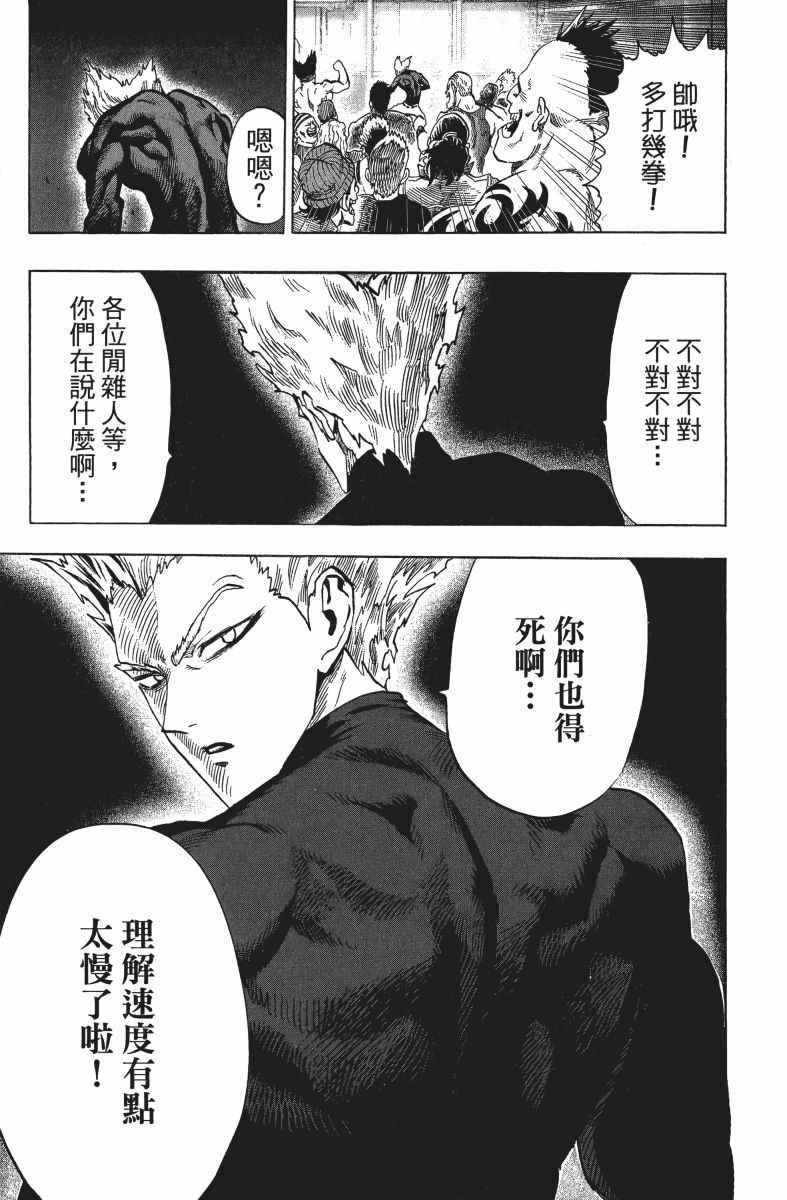 帥哦！
多打幾拳！
嗯嗯？
不對不對
不對不對…
各位閒雜人等，
你們在說什麼啊…
你們也得
死啊…
理解速度有點
太慢了啦！